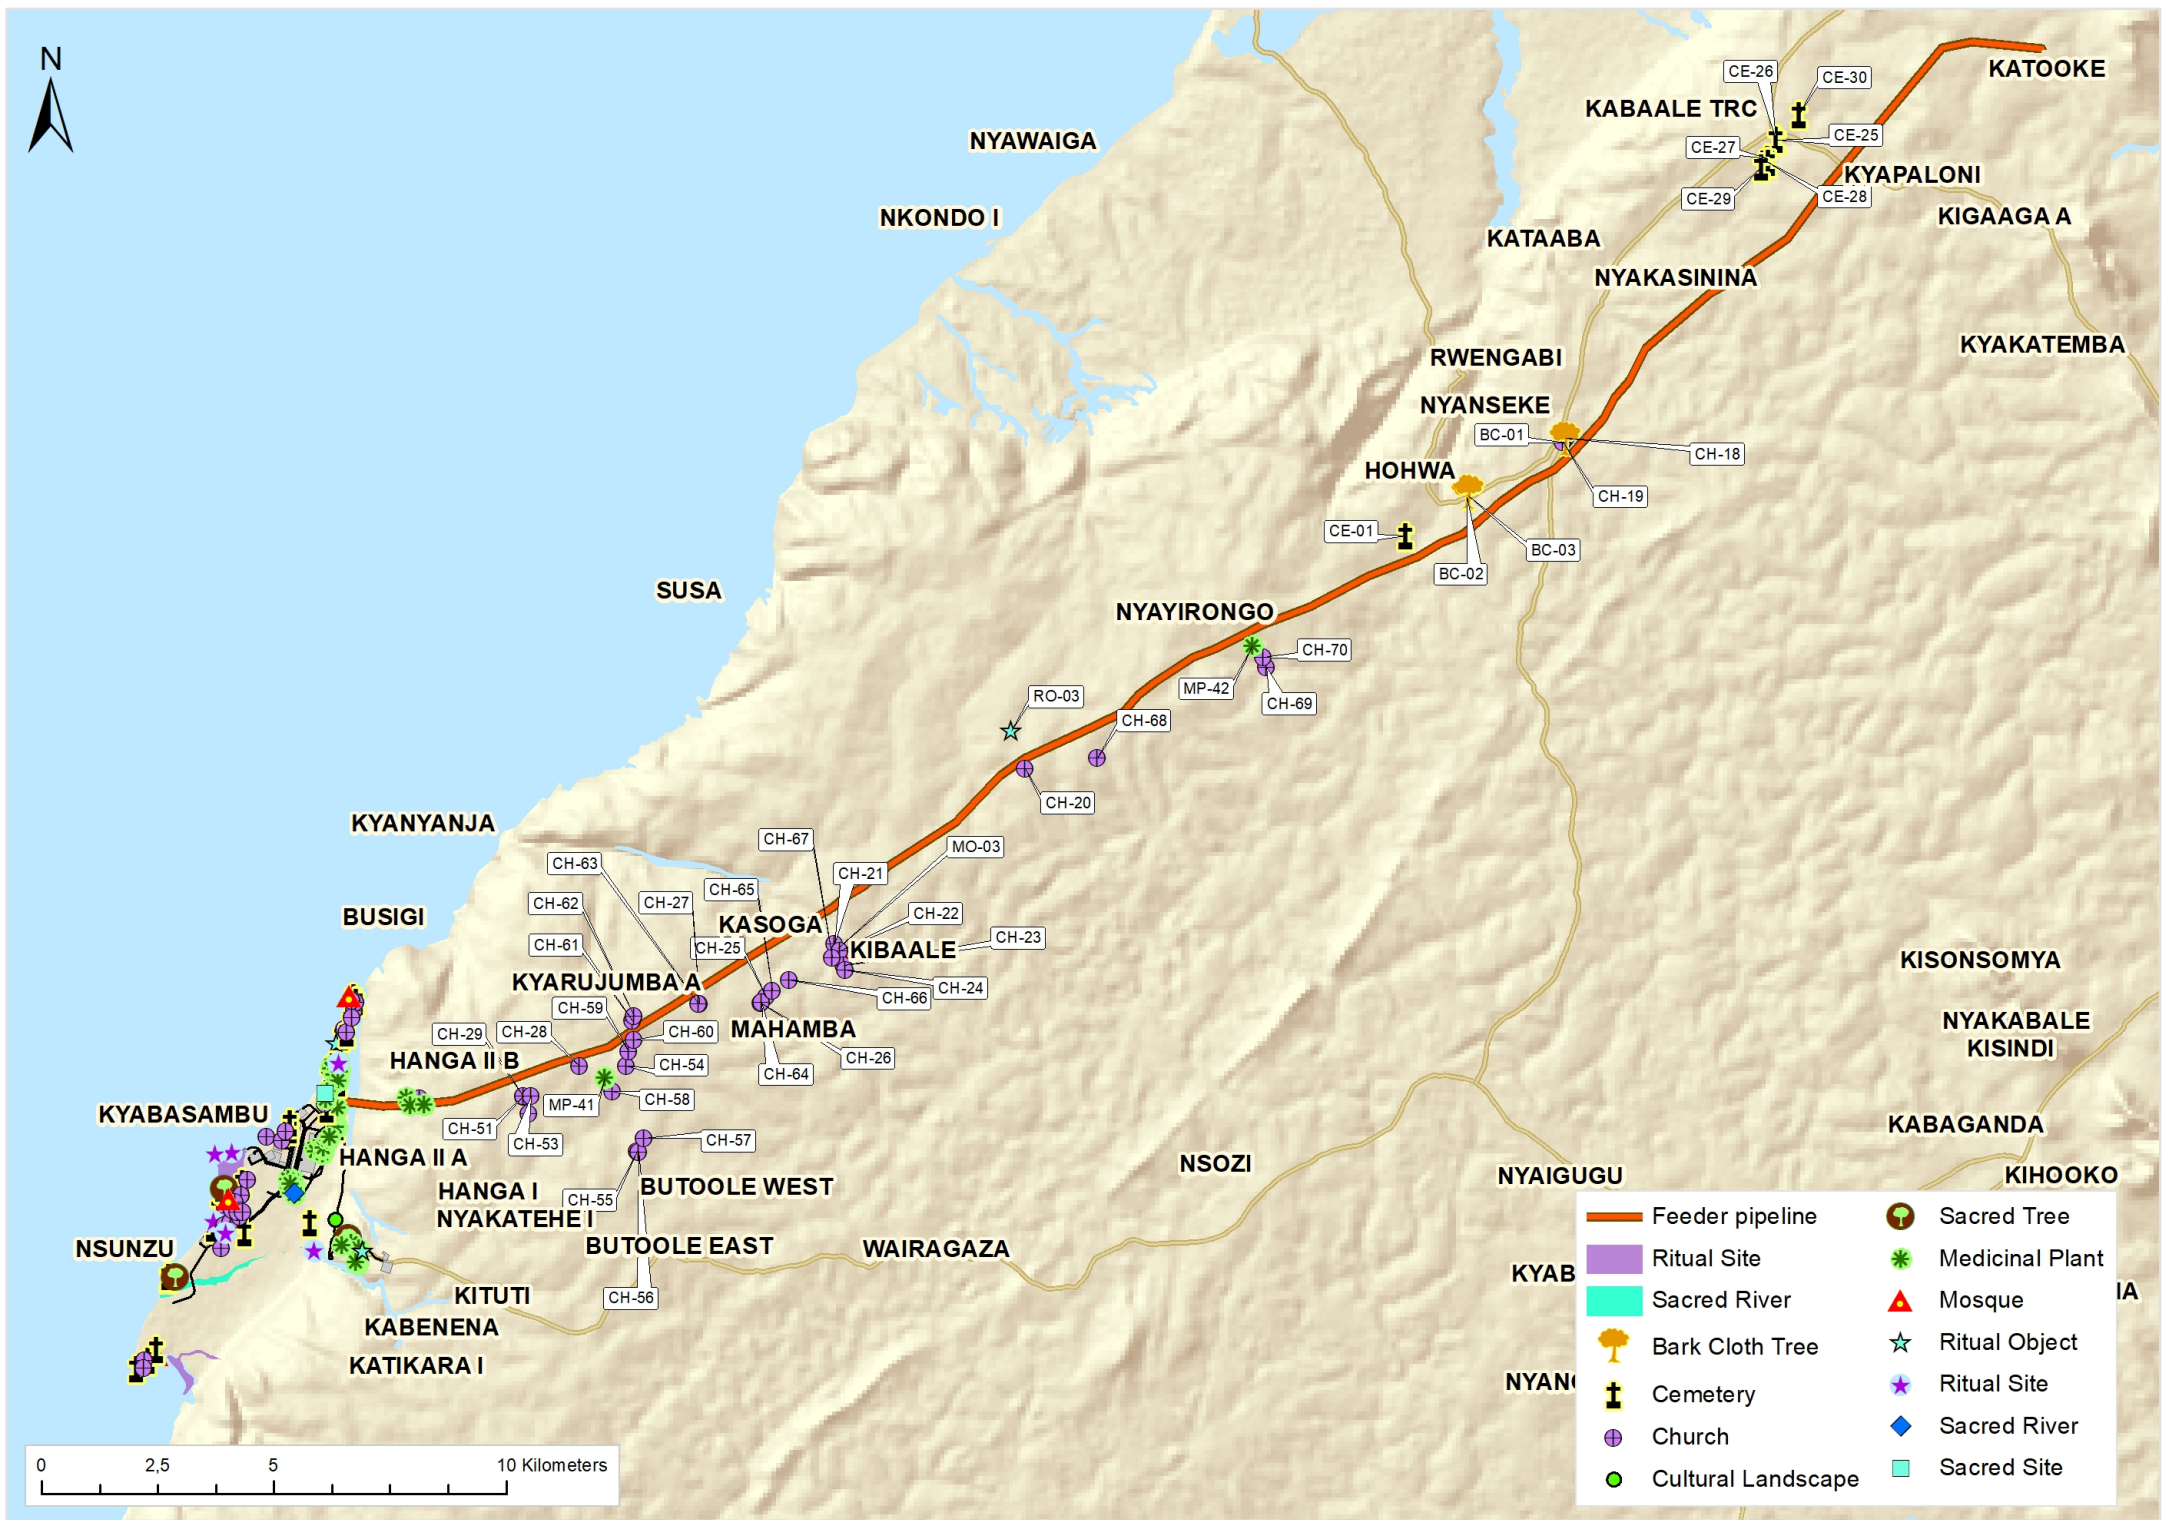 N
KATOOKE
CE-26
CE-30
KABAALE TRC
CE-25
NYAWAIGA
CE-27
KYAPALONI
CE-29
CE-28
NKONDO I
KIGAAGA A
KATAABA
NYAKASININA
KYAKATEMBA
RWENGABI
NYANSEKE
BC-01
CH-18
HOHWA
CH-19
CE-01
BC-03
BC-02
SUSA
NYAYIRONGO
CH-70
MP-42
CH-69
RO-03
CH-68
CH-20
KYANYANJA
CH-67
MO-03
CH-63
CH-21
CH-65
CH-62
CH-27
CH-22
BUSIGI
KASOGA
CH-23
CH-61
CH-25
KIBAALE
KISONSOMYA
KYARUJUMBA A
CH-24
CH-66
CH-59
NYAKABALE
KISINDI
MAHAMBA
CH-29
CH-28
CH-60
HANGA II B
CH-26
CH-54
CH-64
CH-58
MP-41
KYABASAMBU
CH-51
CH-53
CH-57
KABAGANDA
HANGA II A
NSOZI
NYAIGUGU
KIHOOKO
HANGA I
CH-55
BUTOOLE WEST
NYAKATEHE I
NSUNZU
BUTOOLE EAST
WAIRAGAZA
KYAB
IA
KITUTI
CH-56
KABENENA
KATIKARA I
NYAN
Feeder pipeline
Ritual Site
Sacred River
Bark Cloth Tree
Cemetery
Church
Cultural Landscape
Sacred Tree
Medicinal Plant
Mosque
Ritual Object
Ritual Site
Sacred River
Sacred Site
0 2,5 5 10 Kilometers